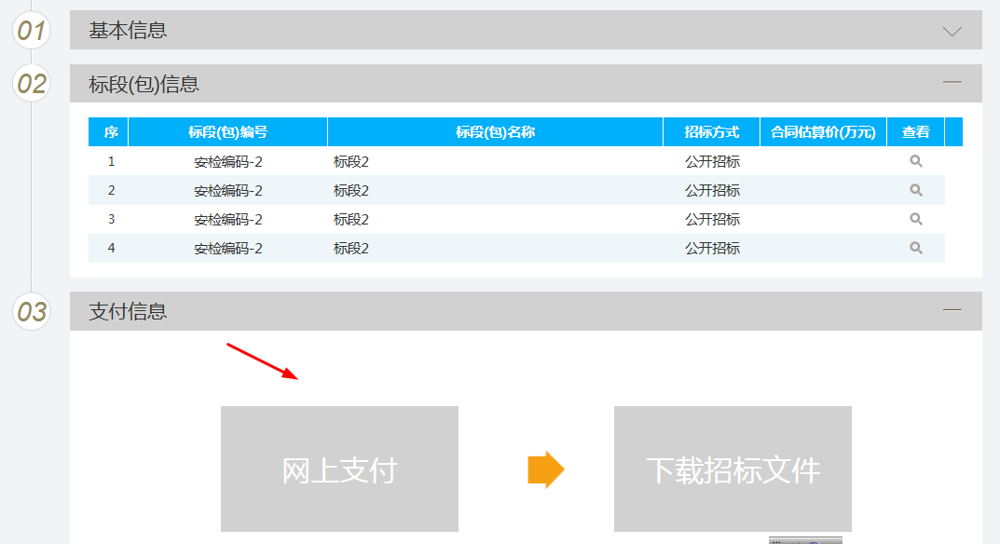 01 基本信息
02 标段(包)信息
序 标段(包)编号 标段(包)名称 招标方式 合同估算价(万元) 查看
1 安检编码-2 标段2 公开招标
2 安检编码-2 标段2 公开招标
3 安检编码-2 标段2 公开招标
4 安检编码-2 标段2 公开招标
03 支付信息
网上支付 下载招标文件